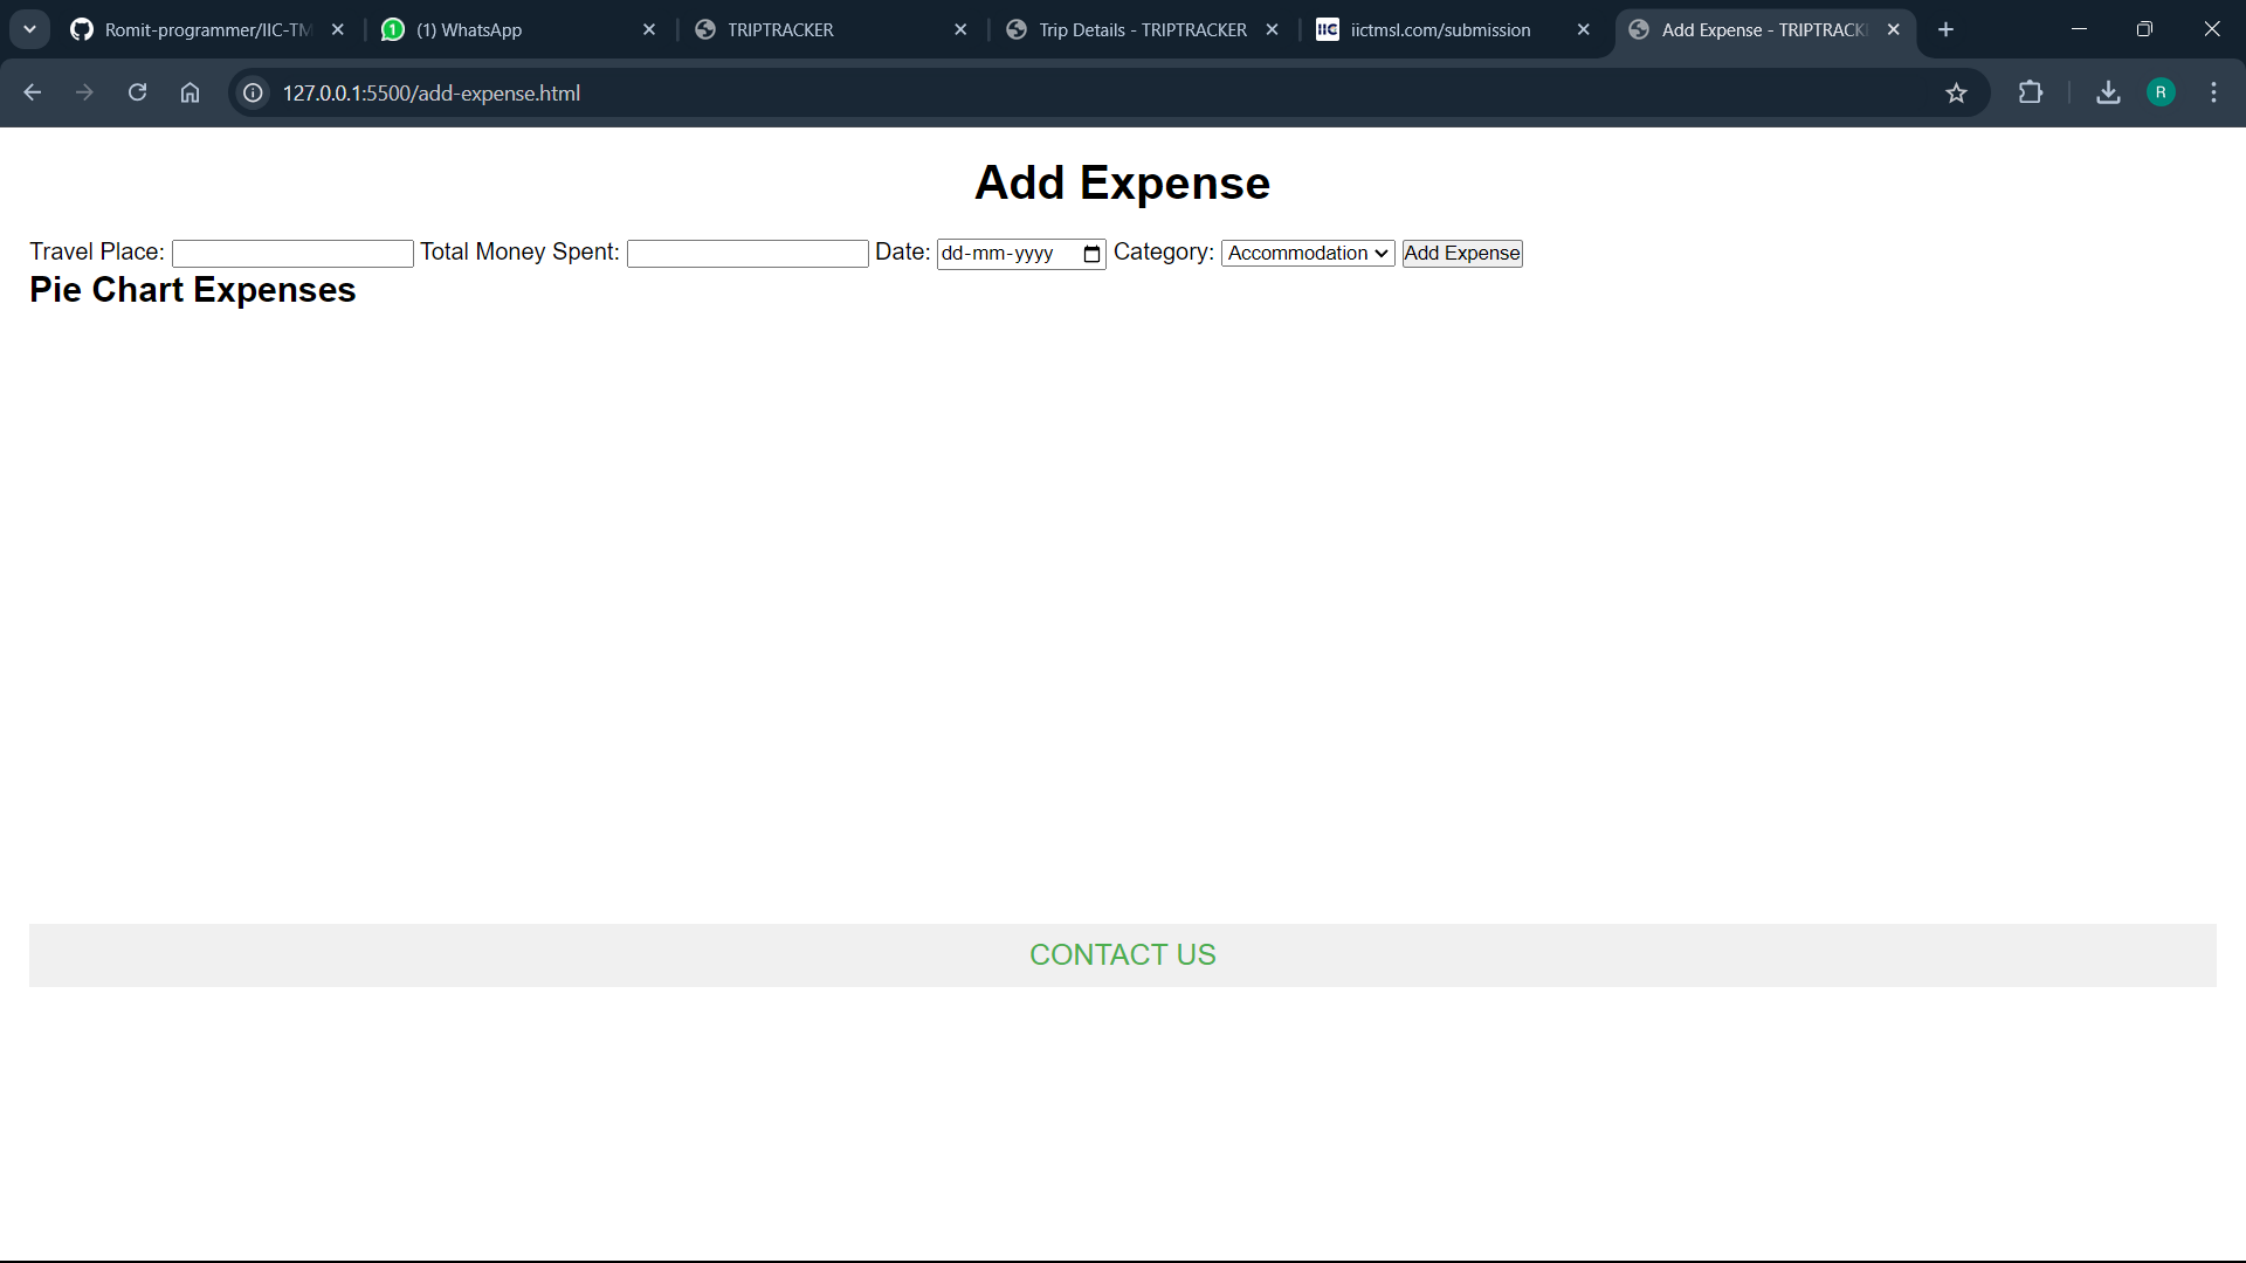 Romit-programmer/IIC-TM
1 (1) WhatsApp
TRIPTRACKER
Trip Details - TRIPTRACKER
IIC iictmsl.com/submission
Add Expense - TRIPTRACK
127.0.0.1:5500/add-expense.html
R
Add Expense
Travel Place: Total Money Spent: Date: dd-mm-yyyy Category: Accommodation Add Expense
Pie Chart Expenses
CONTACT US